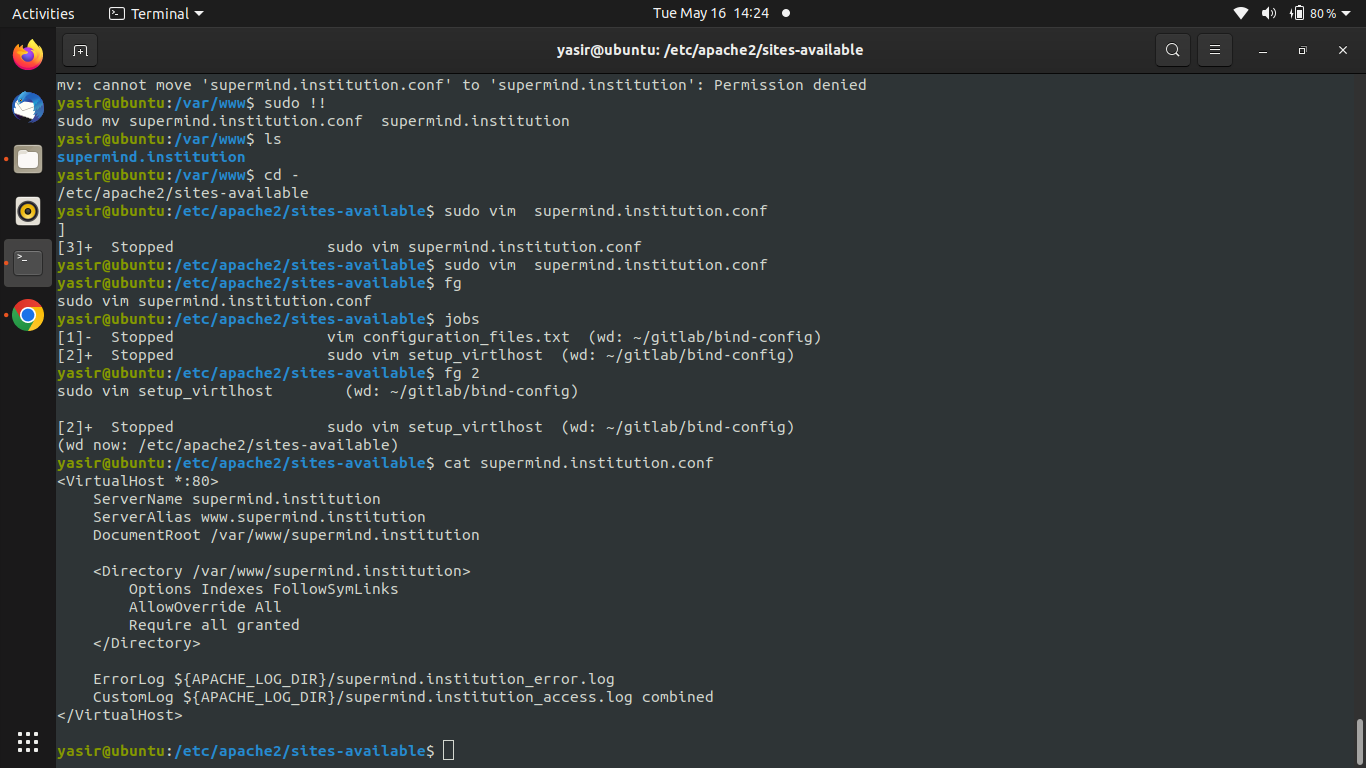 Activities Terminal Tue May 16 14:24 80 %
yasir@ubuntu: /etc/apache2/sites-available
mv: cannot move 'supermind.institution.conf' to 'supermind.institution': Permission denied
yasir@ubuntu:/var/www$ sudo !!
sudo mv supermind.institution.conf  supermind.institution
yasir@ubuntu:/var/www$ ls
supermind.institution
yasir@ubuntu:/var/www$ cd -
/etc/apache2/sites-available
yasir@ubuntu:/etc/apache2/sites-available$ sudo vim  supermind.institution.conf
]
[3]+  Stopped                 sudo vim supermind.institution.conf
yasir@ubuntu:/etc/apache2/sites-available$ sudo vim  supermind.institution.conf
yasir@ubuntu:/etc/apache2/sites-available$ fg
sudo vim supermind.institution.conf
yasir@ubuntu:/etc/apache2/sites-available$ jobs
[1]-  Stopped                 vim configuration_files.txt  (wd: ~/gitlab/bind-config)
[2]+  Stopped                 sudo vim setup_virtlhost  (wd: ~/gitlab/bind-config)
yasir@ubuntu:/etc/apache2/sites-available$ fg 2
sudo vim setup_virtlhost        (wd: ~/gitlab/bind-config)
[2]+  Stopped                 sudo vim setup_virtlhost  (wd: ~/gitlab/bind-config)
(wd now: /etc/apache2/sites-available)
yasir@ubuntu:/etc/apache2/sites-available$ cat supermind.institution.conf
<VirtualHost *:80>
    ServerName supermind.institution
    ServerAlias www.supermind.institution
    DocumentRoot /var/www/supermind.institution
    <Directory /var/www/supermind.institution>
        Options Indexes FollowSymLinks
        AllowOverride All
        Require all granted
    </Directory>
    ErrorLog ${APACHE_LOG_DIR}/supermind.institution_error.log
    CustomLog ${APACHE_LOG_DIR}/supermind.institution_access.log combined
</VirtualHost>
yasir@ubuntu:/etc/apache2/sites-available$